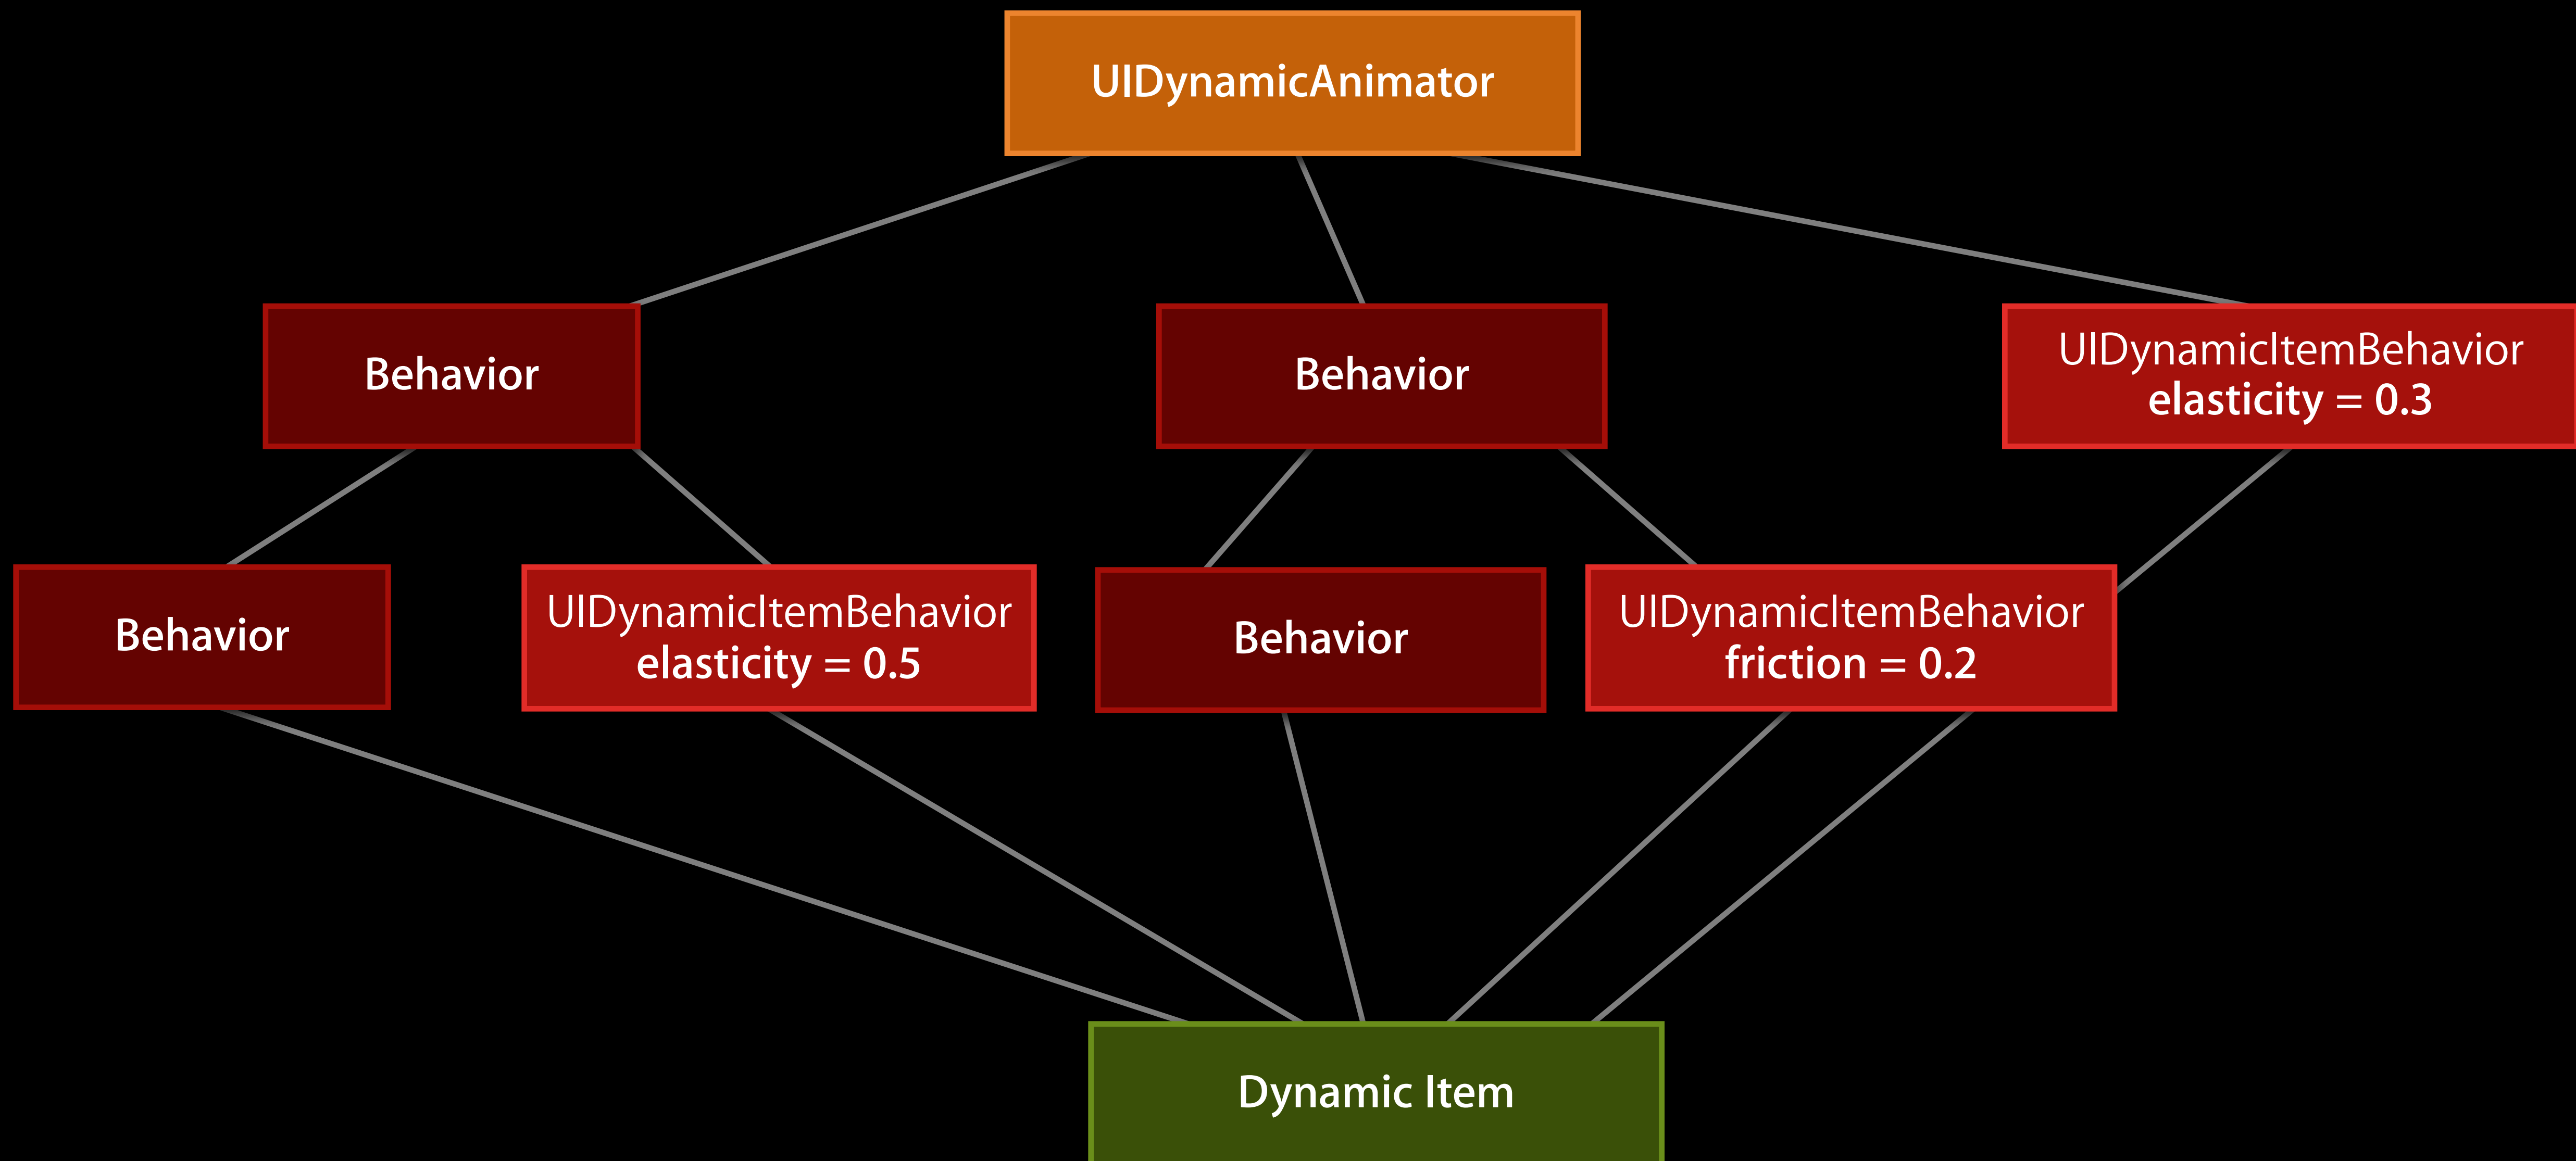 UIDynamicAnimator
Behavior
Behavior
UIDynamicItemBehavior
elasticity = 0.3
Behavior
UIDynamicItemBehavior
elasticity = 0.5
Behavior
UIDynamicItemBehavior
friction = 0.2
Dynamic Item